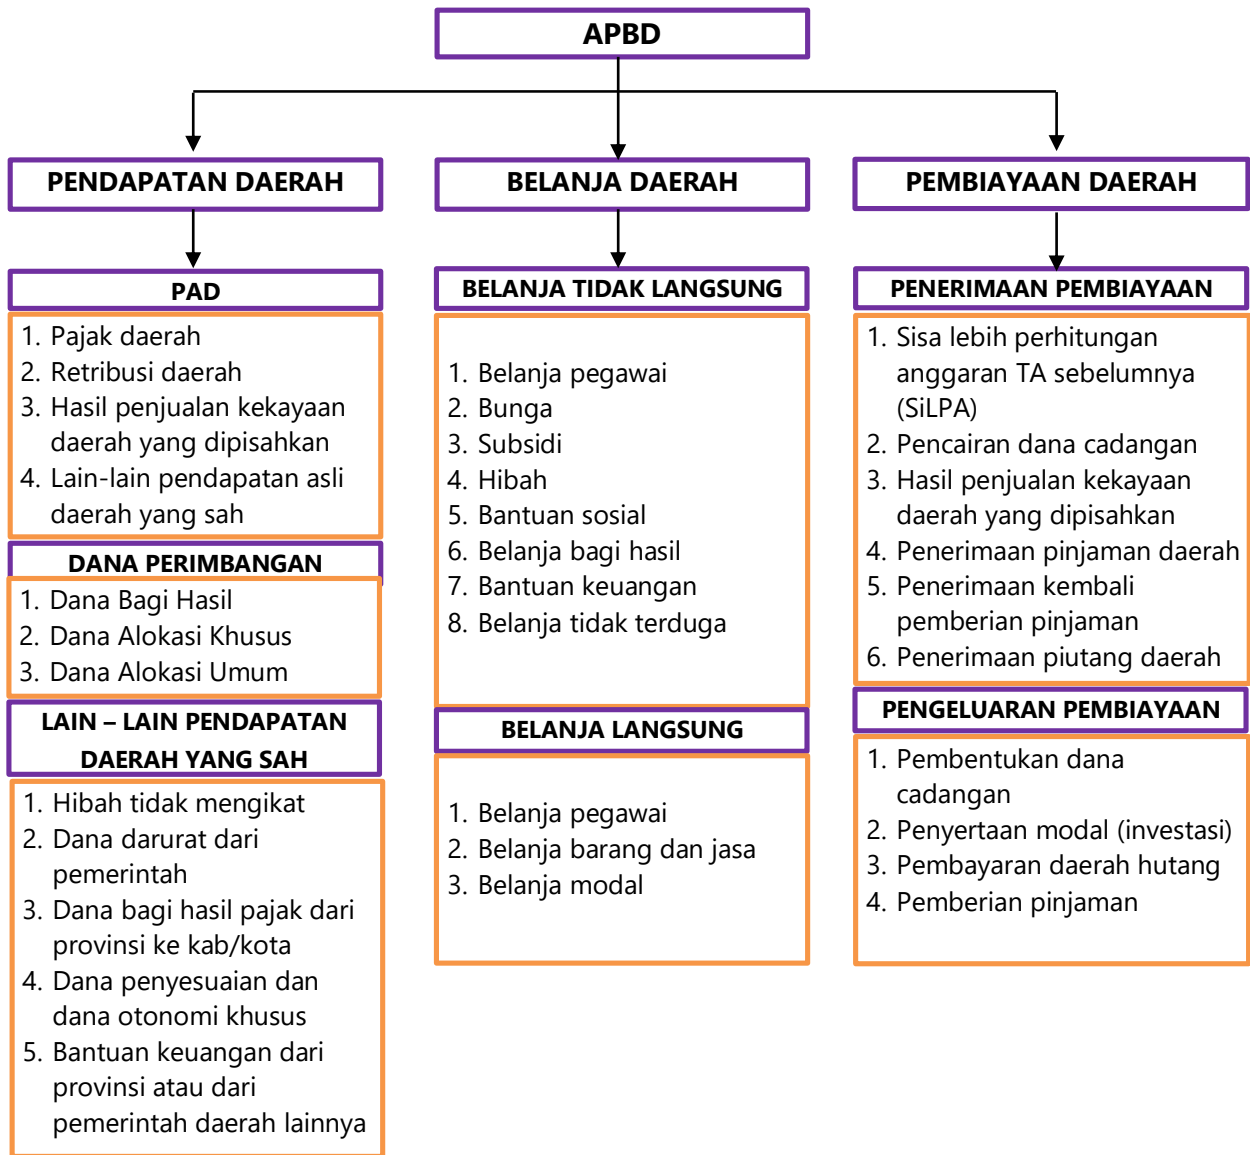 APBD
PENDAPATAN DAERAH
PAD
1. Pajak daerah
2. Retribusi daerah
3. Hasil penjualan kekayaan
daerah yang dipisahkan
4. Lain-lain pendapatan asli
daerah yang sah
DANA PERIMBANGAN
1. Dana Bagi Hasil
2. Dana Alokasi Khusus
3. Dana Alokasi Umum
LAIN – LAIN PENDAPATAN
DAERAH YANG SAH
1. Hibah tidak mengikat
2. Dana darurat dari
pemerintah
3. Dana bagi hasil pajak dari
provinsi ke kab/kota
4. Dana penyesuaian dan
dana otonomi khusus
5. Bantuan keuangan dari
provinsi atau dari
pemerintah daerah lainnya
BELANJA DAERAH
BELANJA TIDAK LANGSUNG
1. Belanja pegawai
2. Bunga
3. Subsidi
4. Hibah
5. Bantuan sosial
6. Belanja bagi hasil
7. Bantuan keuangan
8. Belanja tidak terduga
BELANJA LANGSUNG
1. Belanja pegawai
2. Belanja barang dan jasa
3. Belanja modal
PEMBIAYAAN DAERAH
PENERIMAAN PEMBIAYAAN
1. Sisa lebih perhitungan
anggaran TA sebelumnya
(SiLPA)
2. Pencairan dana cadangan
3. Hasil penjualan kekayaan
daerah yang dipisahkan
4. Penerimaan pinjaman daerah
5. Penerimaan kembali
pemberian pinjaman
6. Penerimaan piutang daerah
PENGELUARAN PEMBIAYAAN
1. Pembentukan dana
cadangan
2. Penyertaan modal (investasi)
3. Pembayaran daerah hutang
4. Pemberian pinjaman